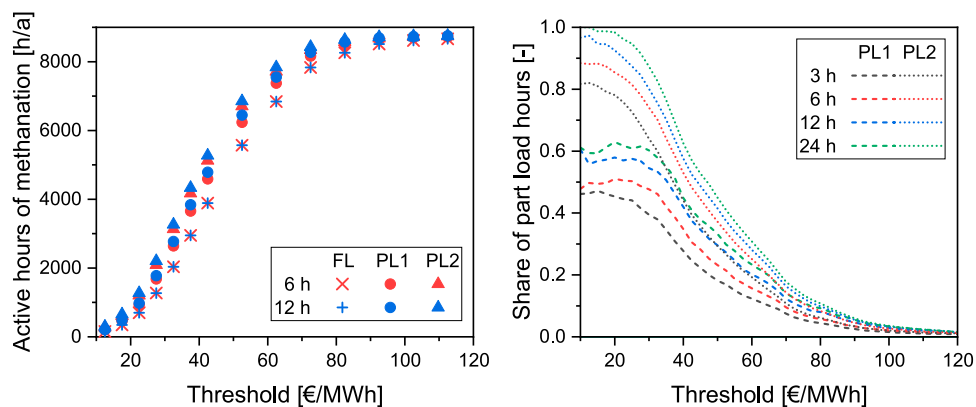 Active hours of methanation [h/a]
8000
6000
4000
2000
0
0 20 40 60 80 100 120
Threshold [€/MWh]
FL PL1 PL2
6 h
12 h
Share of part load hours [-]
1.0
0.8
0.6
0.4
0.2
0.0
20 40 60 80 100 120
Threshold [€/MWh]
PL1 PL2
3 h
6 h
12 h
24 h